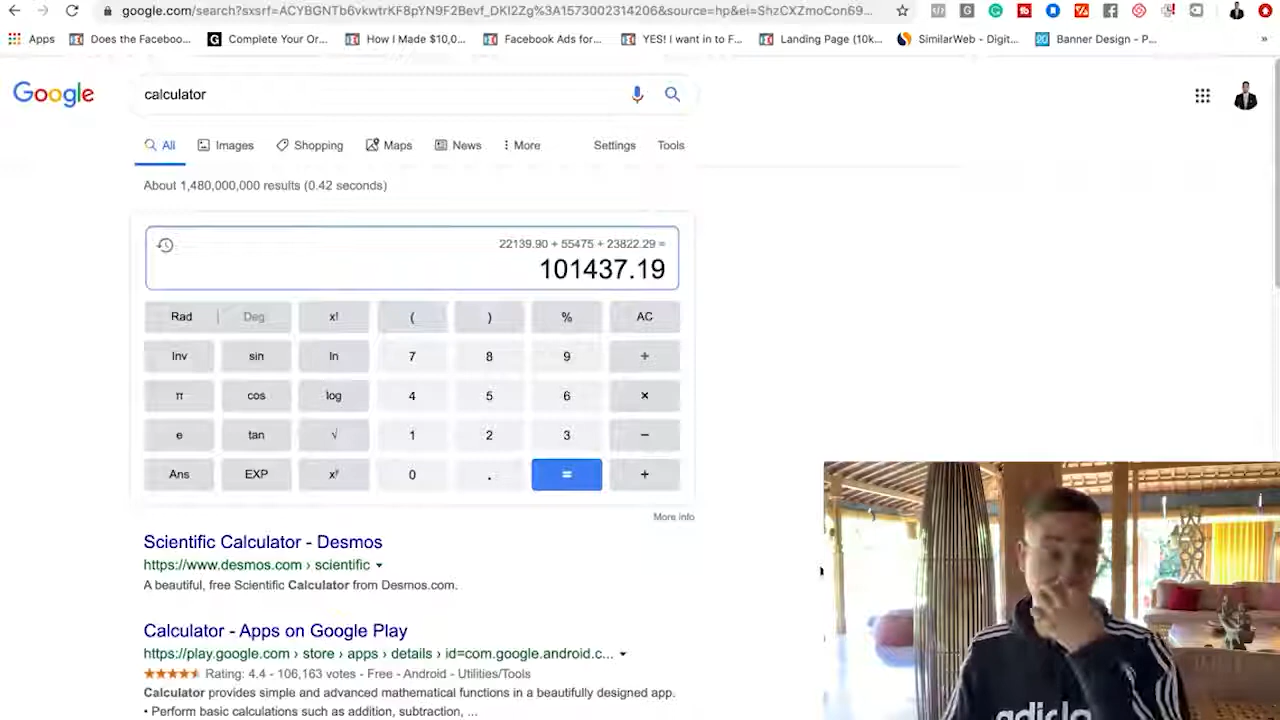 google.com/search?sxsrf=ACYBGNTb6vkwtrKF8pYN9F2Bevf_DKI2Zg%3A1573002314206&source=hp&ei=ShzCXZmoCon69...
Apps Does the Faceboo... Complete Your Or... How I Made $10,0... Facebook Ads for... YES! I want in to F... Landing Page (10k... SimilarWeb - Digit... Banner Design - P... »
Google calculator
All Images Shopping Maps News More Settings Tools
About 1,480,000,000 results (0.42 seconds)
22139.90 + 55475 + 23822.29 =
101437.19
Rad | Deg x! ( ) % AC
Inv sin ln 7 8 9 ÷
π cos log 4 5 6 ×
e tan √ 1 2 3 −
Ans EXP xʸ 0 . = +
More info
Scientific Calculator - Desmos
https://www.desmos.com › scientific
A beautiful, free Scientific Calculator from Desmos.com.
Calculator - Apps on Google Play
https://play.google.com › store › apps › details › id=com.google.android.c...
Rating: 4.4 - 106,163 votes - Free - Android - Utilities/Tools
Calculator provides simple and advanced mathematical functions in a beautifully designed app.
• Perform basic calculations such as addition, subtraction, ...